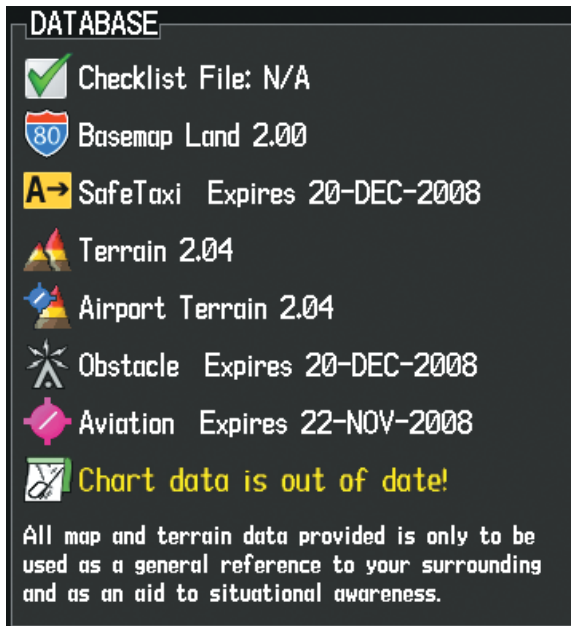 DATABASE
Checklist File: N/A
80 Basemap Land 2.00
A→ SafeTaxi Expires 20-DEC-2008
Terrain 2.04
Airport Terrain 2.04
Obstacle Expires 20-DEC-2008
Aviation Expires 22-NOV-2008
Chart data is out of date!
All map and terrain data provided is only to be
used as a general reference to your surrounding
and as an aid to situational awareness.